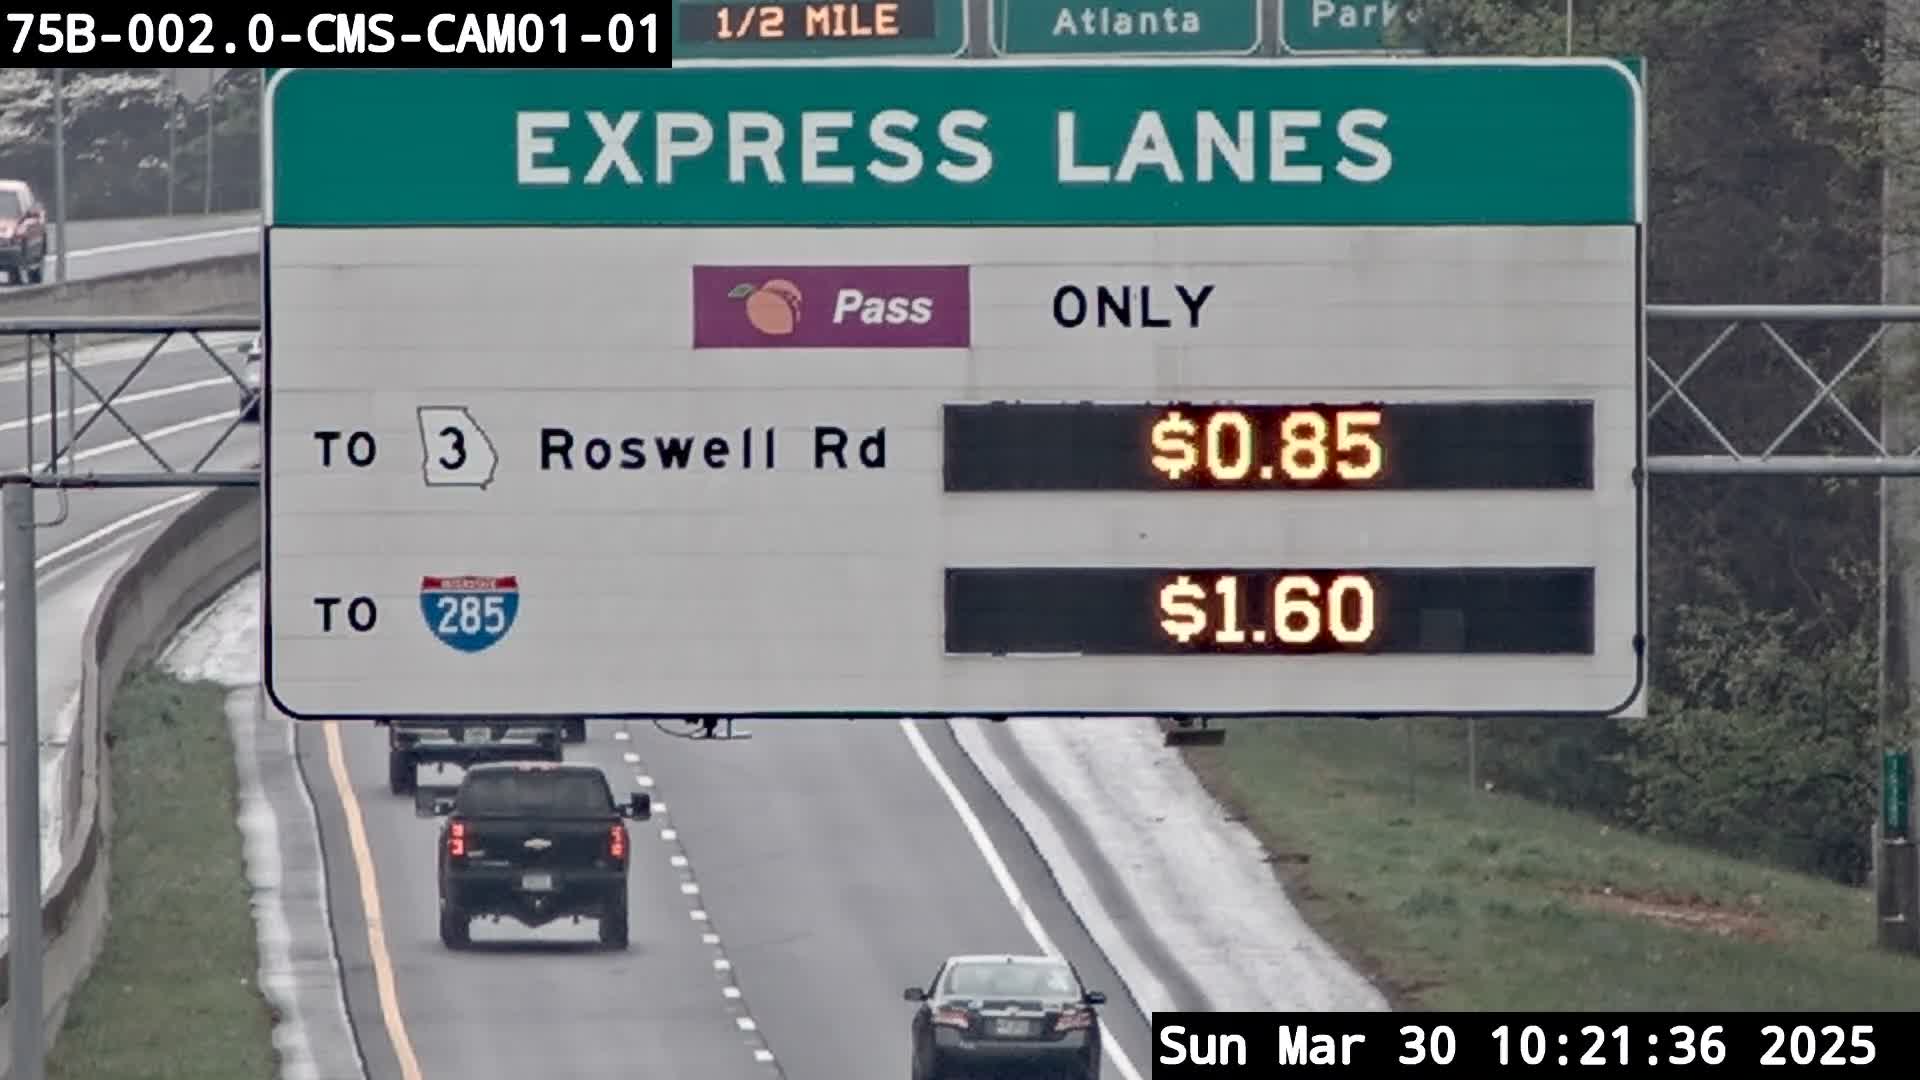 75B-002.0-CMS-CAM01-01
1/2 MILE
Atlanta
EXPRESS LANES
Pass ONLY
TO 3 Roswell Rd $0.85
TO INTERSTATE 285 $1.60
Sun Mar 30 10:21:36 2025